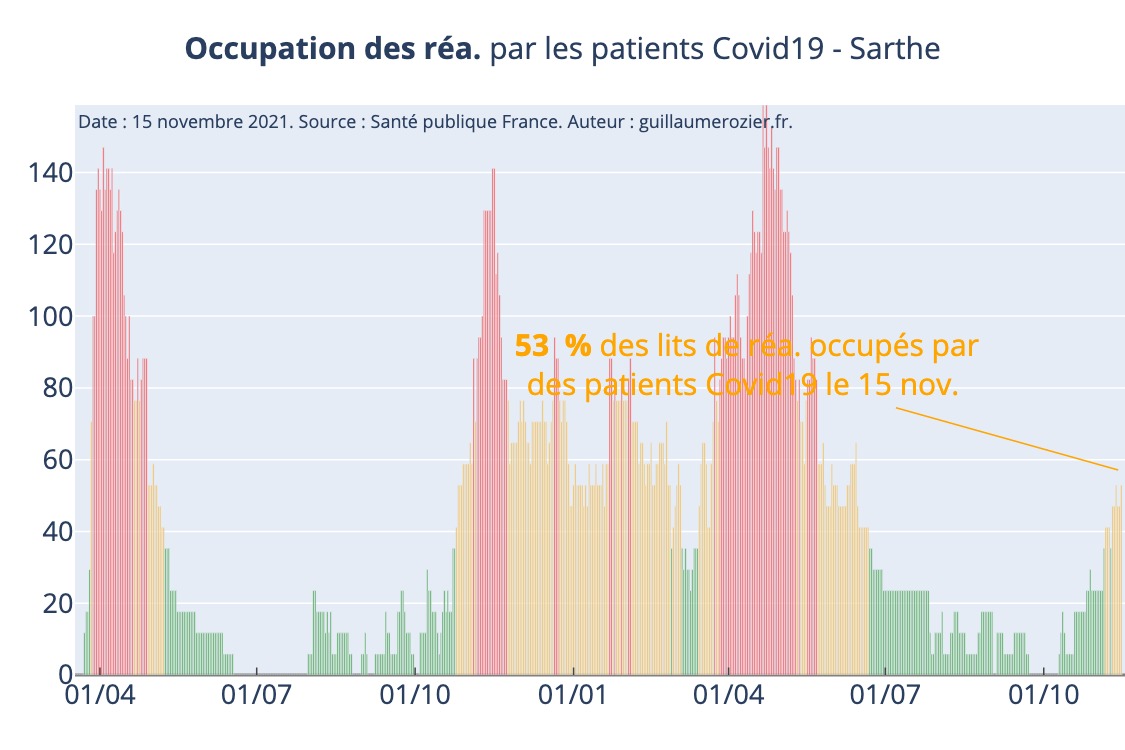 Occupation des réa. par les patients Covid19 - Sarthe
Date : 15 novembre 2021. Source : Santé publique France. Auteur : guillaumerozier.fr.
140
120
100
53 % des lits de réa. occupés par
des patients Covid19 le 15 nov.
80
60
40
20
0
01/04 01/07 01/10 01/01 01/04 01/07 01/10